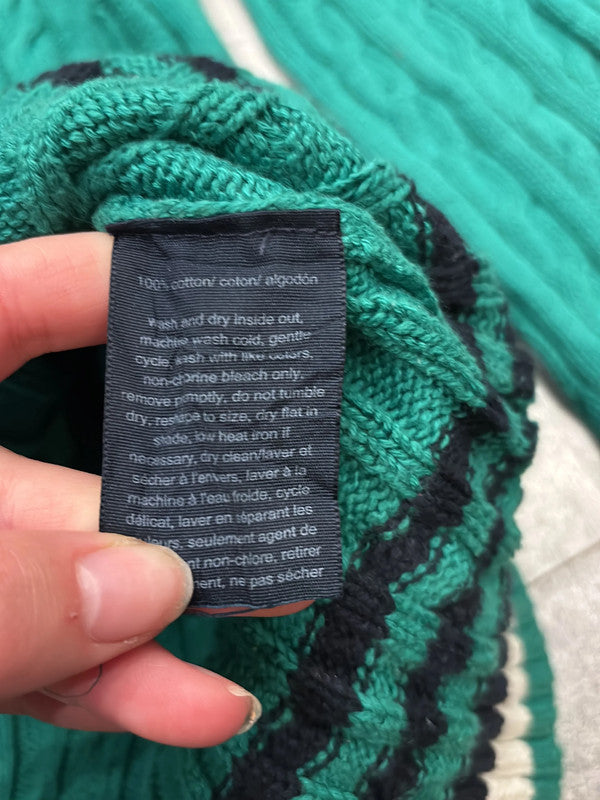 100% cotton/ coton/ algodón
Wash and dry inside out,
machine wash cold, gentle
cycle, wash with like colors,
non-chlorine bleach only,
remove promptly, do not tumble
dry, reshape to size, dry flat in
shade, low heat iron if
necessary, dry clean/laver et
sécher à l'envers, laver à la
machine à l'eau froide, cycle
délicat, laver en séparant les
seulement agent de
non-chlore, retirer
ne pas sécher